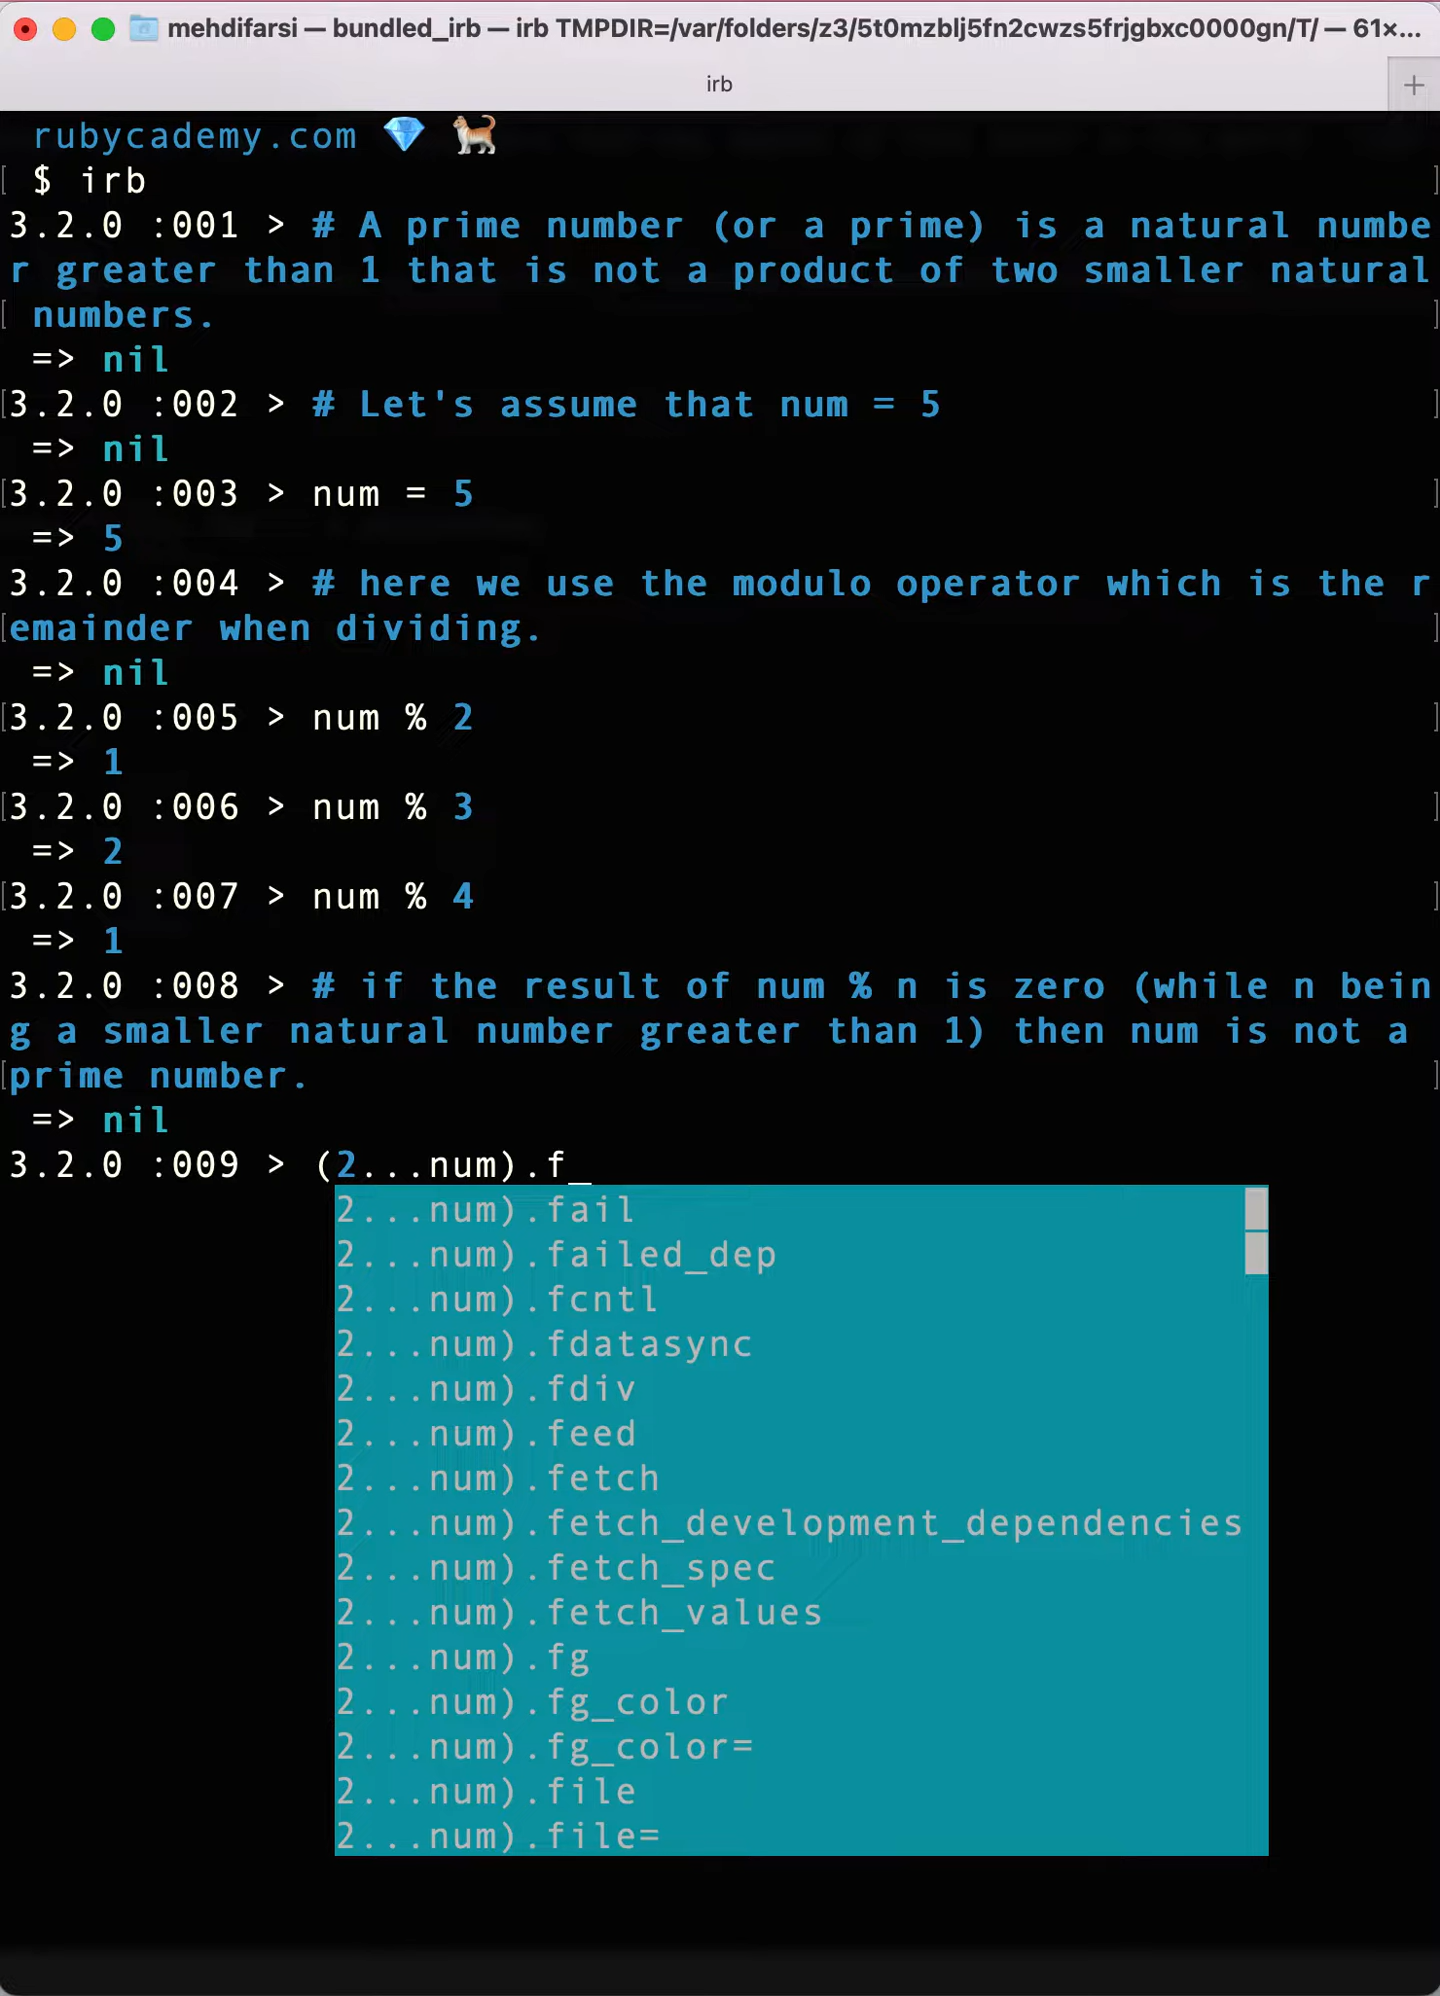 mehdifarsi — bundled_irb — irb TMPDIR=/var/folders/z3/5t0mzblj5fn2cwzs5frjgbxc0000gn/T/ — 61×...
irb
rubycademy.com 💎 🐈
$ irb
3.2.0 :001 > # A prime number (or a prime) is a natural numbe
r greater than 1 that is not a product of two smaller natural
numbers.
=> nil
3.2.0 :002 > # Let's assume that num = 5
=> nil
3.2.0 :003 > num = 5
=> 5
3.2.0 :004 > # here we use the modulo operator which is the r
emainder when dividing.
=> nil
3.2.0 :005 > num % 2
=> 1
3.2.0 :006 > num % 3
=> 2
3.2.0 :007 > num % 4
=> 1
3.2.0 :008 > # if the result of num % n is zero (while n bein
g a smaller natural number greater than 1) then num is not a
prime number.
=> nil
3.2.0 :009 > (2...num).f_
2...num).fail
2...num).failed_dep
2...num).fcntl
2...num).fdatasync
2...num).fdiv
2...num).feed
2...num).fetch
2...num).fetch_development_dependencies
2...num).fetch_spec
2...num).fetch_values
2...num).fg
2...num).fg_color
2...num).fg_color=
2...num).file
2...num).file=